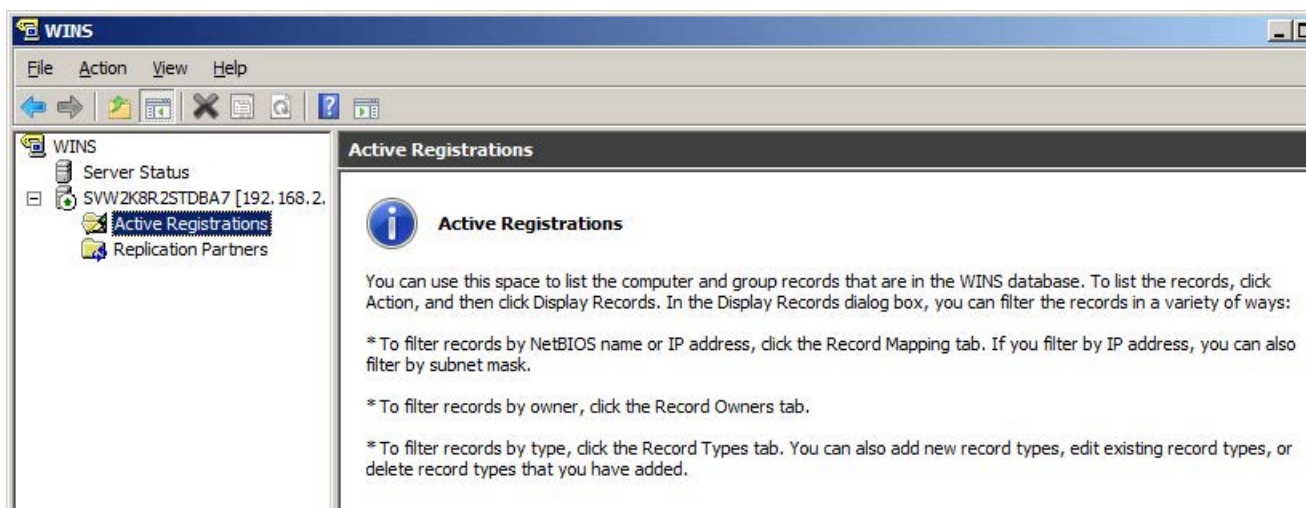 WINS
File Action View Help
WINS
Server Status
SVW2K8R2STDBA7 [192.168.2.
Active Registrations
Replication Partners
Active Registrations
Active Registrations
You can use this space to list the computer and group records that are in the WINS database. To list the records, click
Action, and then click Display Records. In the Display Records dialog box, you can filter the records in a variety of ways:
* To filter records by NetBIOS name or IP address, click the Record Mapping tab. If you filter by IP address, you can also
filter by subnet mask.
* To filter records by owner, click the Record Owners tab.
* To filter records by type, click the Record Types tab. You can also add new record types, edit existing record types, or
delete record types that you have added.